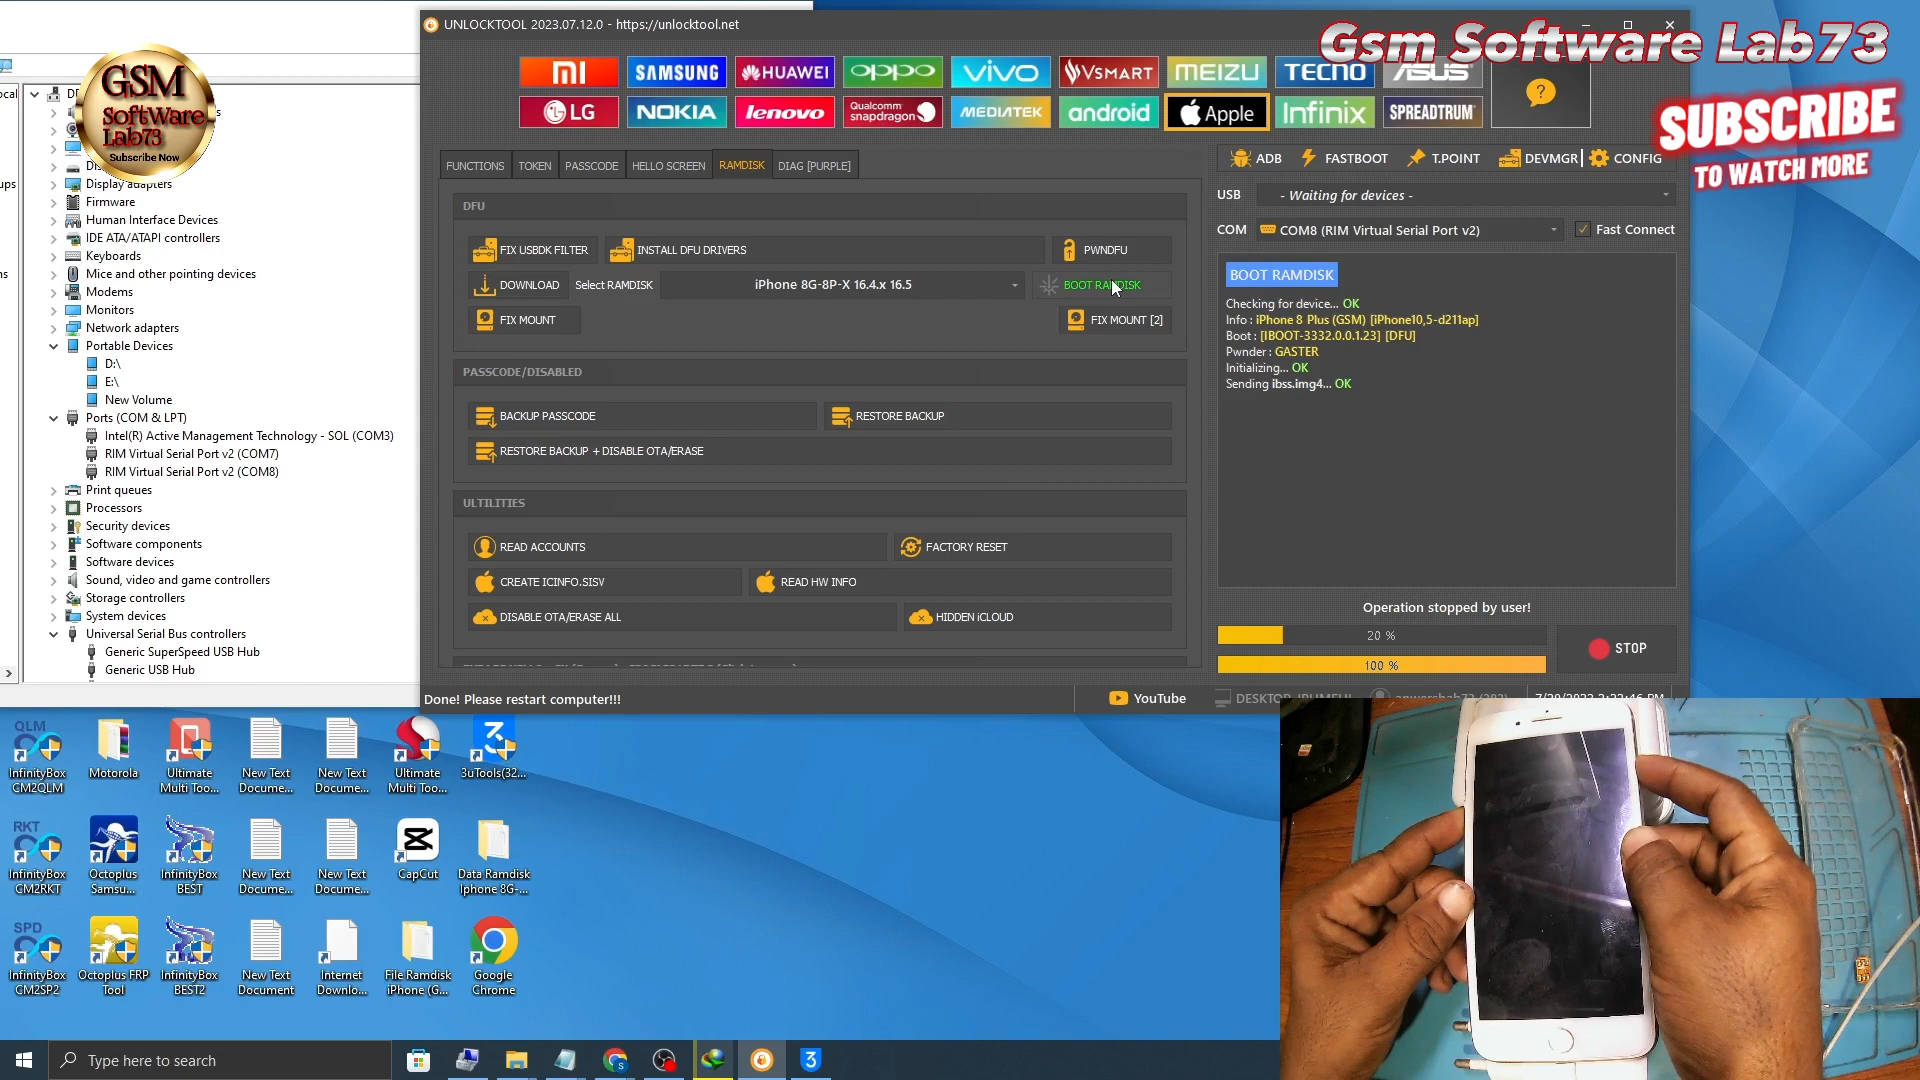 UNLOCKTOOL 2023.07.12.0 - https://unlocktool.net
Gsm Software Lab73
SUBSCRIBE
TO WATCH MORE
GSM
SoftWare
Lab73
Subscribe Now
MI
SAMSUNG
HUAWEI
oppo
vivo
VSMART
MEIZU
TECNO
ASUS
?
LG
NOKIA
lenovo
Qualcomm
snapdragon
MEDIATEK
android
Apple
Infinix
SPREADTRUM
FUNCTIONS
TOKEN
PASSCODE
HELLO SCREEN
RAMDISK
DIAG [PURPLE]
ADB
FASTBOOT
T.POINT
DEVMGR
CONFIG
DFU
FIX USBDK FILTER
INSTALL DFU DRIVERS
PWNDFU
DOWNLOAD
Select RAMDISK
iPhone 8G-8P-X 16.4.x 16.5
BOOT RAMDISK
FIX MOUNT
FIX MOUNT [2]
PASSCODE/DISABLED
BACKUP PASSCODE
RESTORE BACKUP
RESTORE BACKUP + DISABLE OTA/ERASE
ULTILITIES
READ ACCOUNTS
FACTORY RESET
CREATE ICINFO.SISV
READ HW INFO
DISABLE OTA/ERASE ALL
HIDDEN iCLOUD
Done! Please restart computer!!!
YouTube
USB
- Waiting for devices -
COM
COM8 (RIM Virtual Serial Port v2)
Fast Connect
BOOT RAMDISK
Checking for device... OK
Info : iPhone 8 Plus (GSM) [iPhone10,5-d211ap]
Boot : [IBOOT-3332.0.0.1.23] [DFU]
Pwnder : GASTER
Initializing... OK
Sending ibss.img4... OK
Operation stopped by user!
20 %
100 %
STOP
Display adapters
Firmware
Human Interface Devices
IDE ATA/ATAPI controllers
Keyboards
Mice and other pointing devices
Modems
Monitors
Network adapters
Portable Devices
D:\
E:\
New Volume
Ports (COM & LPT)
Intel(R) Active Management Technology - SOL (COM3)
RIM Virtual Serial Port v2 (COM7)
RIM Virtual Serial Port v2 (COM8)
Print queues
Processors
Security devices
Software components
Software devices
Sound, video and game controllers
Storage controllers
System devices
Universal Serial Bus controllers
Generic SuperSpeed USB Hub
Generic USB Hub
QLM
InfinityBox
CM2QLM
Motorola
Ultimate
Multi Too...
New Text
Docume...
New Text
Docume...
Ultimate
Multi Too...
3uTools(32...
RKT
InfinityBox
CM2RKT
Octoplus
Samsu...
InfinityBox
BEST
New Text
Docume...
New Text
Docume...
CapCut
Data Ramdisk
Iphone 8G-...
SPD
InfinityBox
CM2SP2
Octoplus FRP
Tool
InfinityBox
BEST2
New Text
Document
Internet
Downlo...
File Ramdisk
iPhone (G...
Google
Chrome
Type here to search